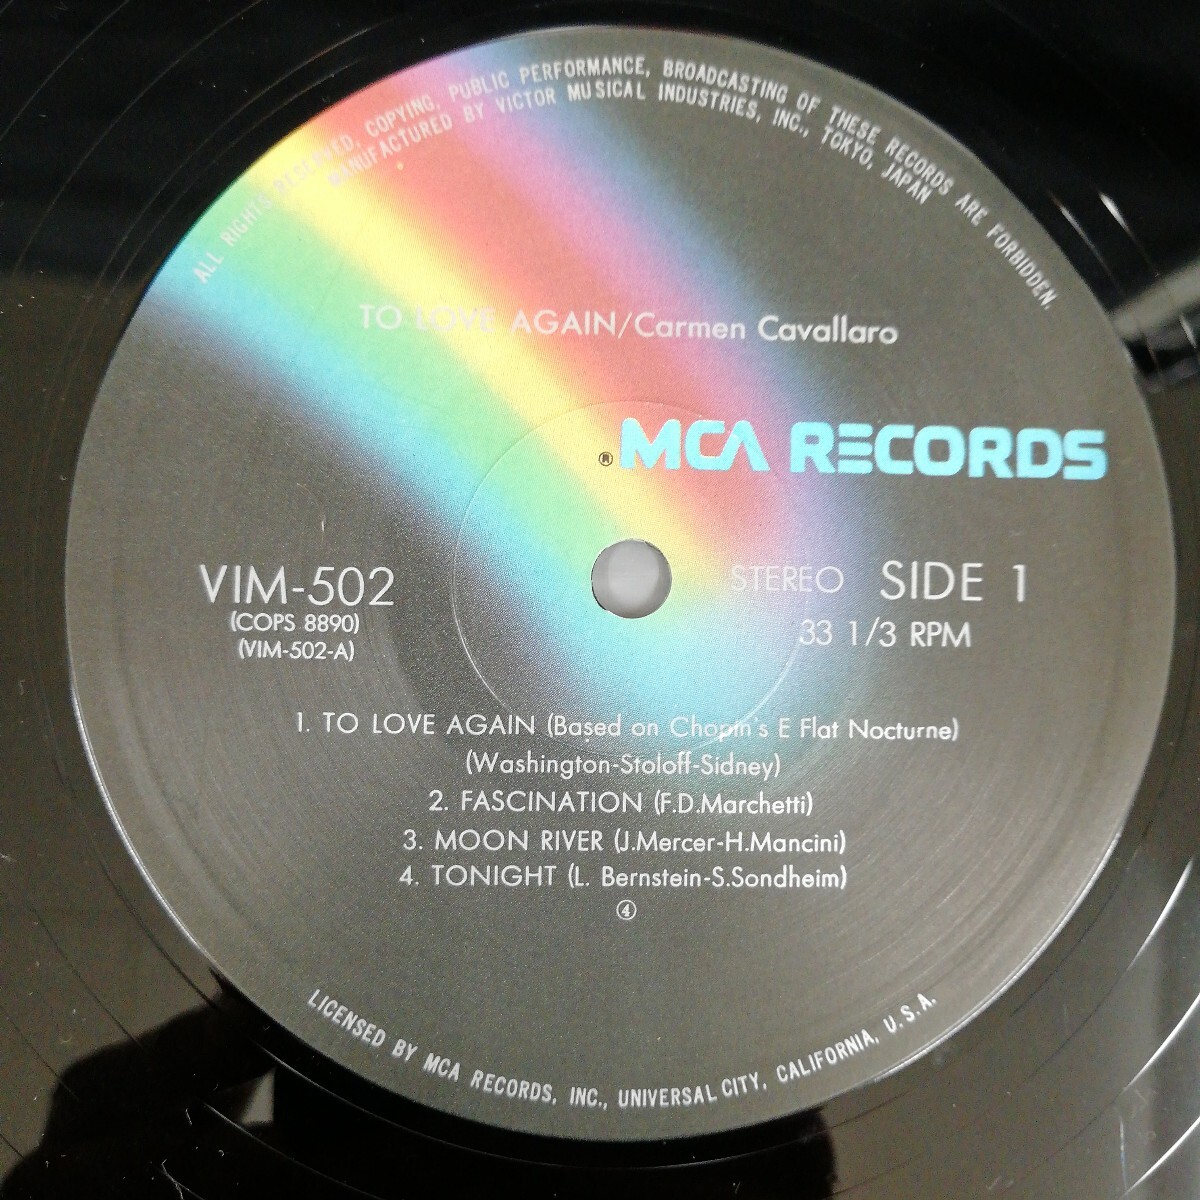 ALL RIGHTS RESERVED. COPYING, PUBLIC PERFORMANCE, BROADCASTING OF THESE RECORDS ARE FORBIDDEN.
MANUFACTURED BY VICTOR MUSICAL INDUSTRIES, INC., TOKYO, JAPAN
TO LOVE AGAIN/Carmen Cavallaro
®MCA RECORDS
VIM-502
(COPS 8890)
(VIM-502-A)
STEREO SIDE 1
33 1/3 RPM
1. TO LOVE AGAIN (Based on Chopin's E Flat Nocturne)
(Washington-Stoloff-Sidney)
2. FASCINATION (F.D.Marchetti)
3. MOON RIVER (J.Mercer-H.Mancini)
4. TONIGHT (L. Bernstein-S.Sondheim)
④
LICENSED BY MCA RECORDS, INC., UNIVERSAL CITY, CALIFORNIA, U.S.A.